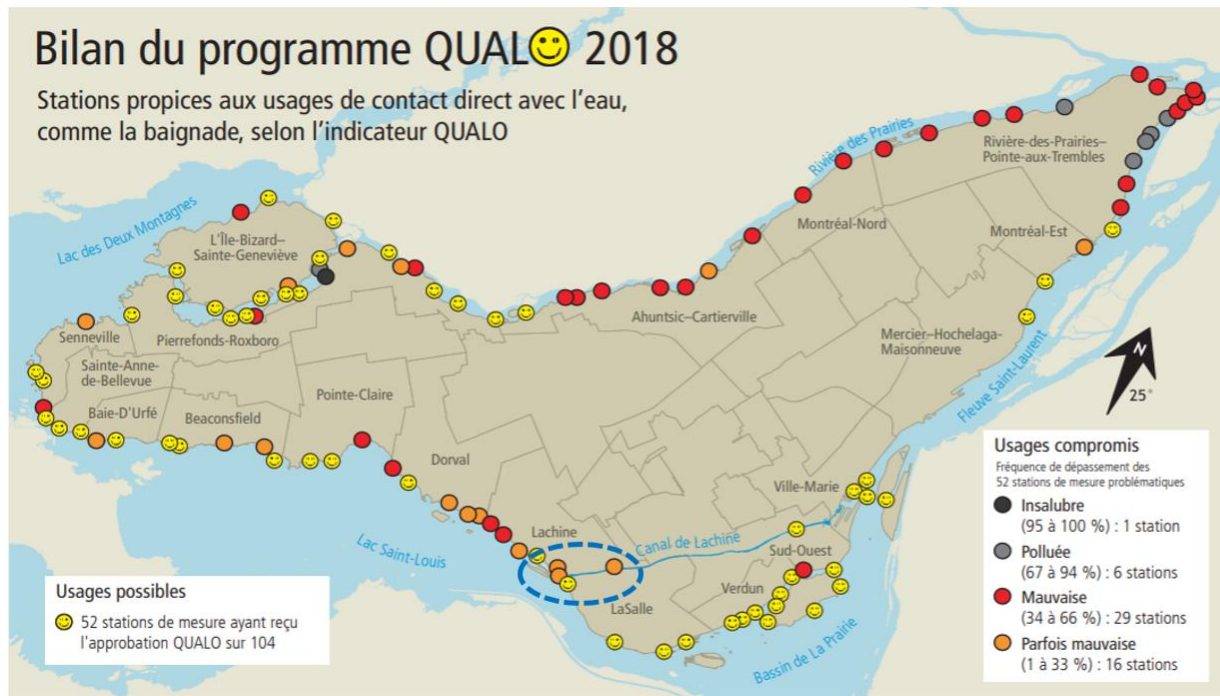 Bilan du programme QUALO 2018
Stations propices aux usages de contact direct avec l'eau,
comme la baignade, selon l'indicateur QUALO
Rivière des Prairies
Rivière-des-Prairies–
Pointe-aux-Trembles
Lac des Deux Montagnes
L'Île-Bizard–
Sainte-Geneviève
Montréal-Nord
Montréal-Est
Senneville
Pierrefonds-Roxboro
Ahuntsic–Cartierville
Mercier–Hochelaga-
Maisonneuve
Sainte-Anne-
de-Bellevue
Pointe-Claire
Fleuve Saint-Laurent
N
25°
Baie-D'Urfé
Beaconsfield
Dorval
Ville-Marie
Lachine
Canal de Lachine
Sud-Ouest
Lac Saint-Louis
Verdun
LaSalle
Bassin de La Prairie
Usages possibles
52 stations de mesure ayant reçu
l'approbation QUALO sur 104
Usages compromis
Fréquence de dépassement des
52 stations de mesure problématiques
Insalubre
(95 à 100 %) : 1 station
Polluée
(67 à 94 %) : 6 stations
Mauvaise
(34 à 66 %) : 29 stations
Parfois mauvaise
(1 à 33 %) : 16 stations